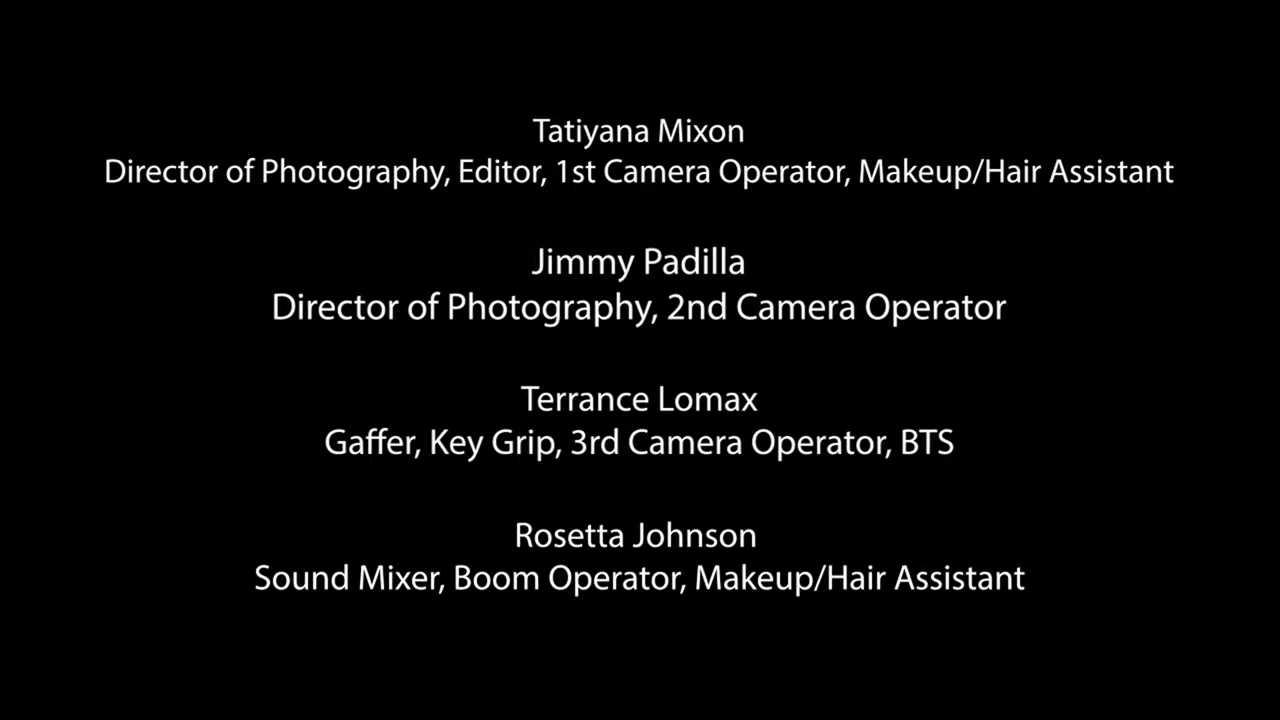 Tatiyana Mixon
Director of Photography, Editor, 1st Camera Operator, Makeup/Hair Assistant
Jimmy Padilla
Director of Photography, 2nd Camera Operator
Terrance Lomax
Gaffer, Key Grip, 3rd Camera Operator, BTS
Rosetta Johnson
Sound Mixer, Boom Operator, Makeup/Hair Assistant